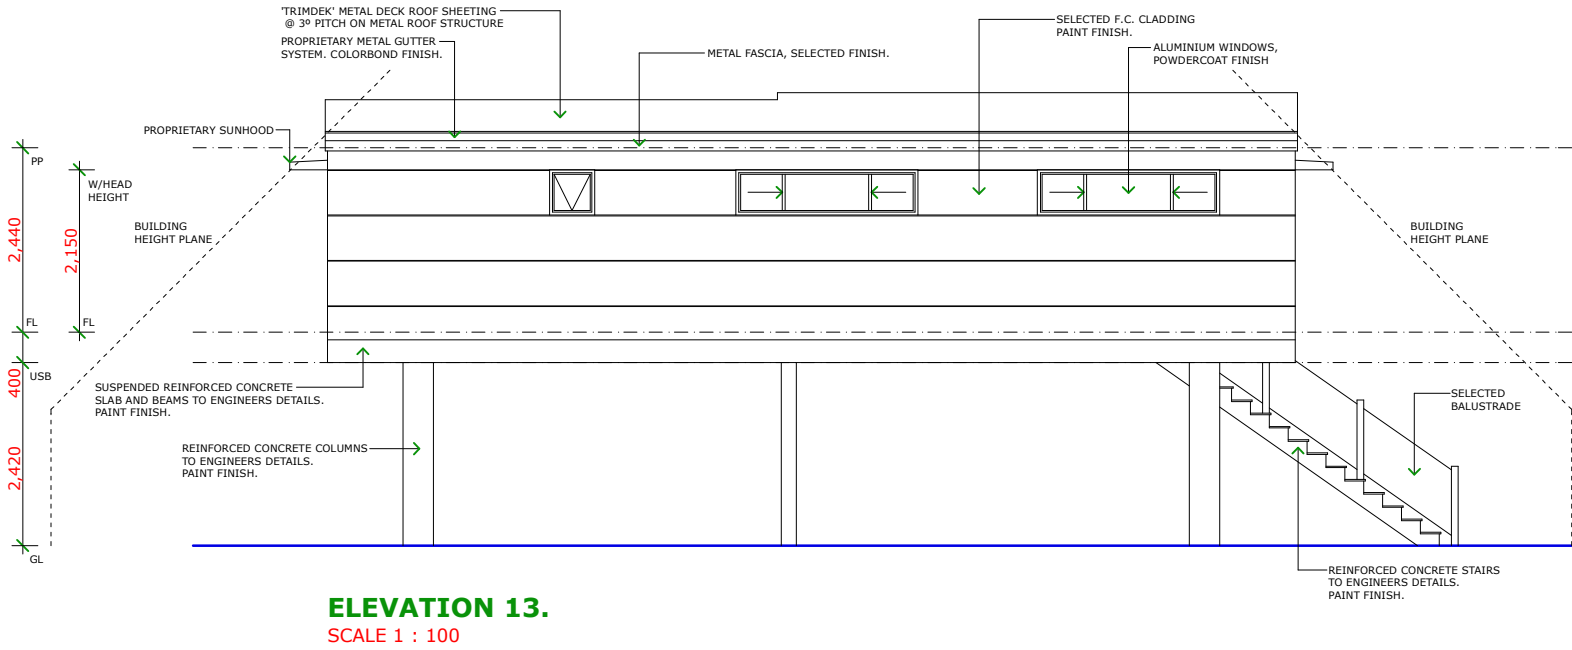 'TRIMDEK' METAL DECK ROOF SHEETING
@ 3º PITCH ON METAL ROOF STRUCTURE
PROPRIETARY METAL GUTTER
SYSTEM. COLORBOND FINISH.
METAL FASCIA, SELECTED FINISH.
SELECTED F.C. CLADDING
PAINT FINISH.
ALUMINIUM WINDOWS,
POWDERCOAT FINISH
PROPRIETARY SUNHOOD
PP
W/HEAD
HEIGHT
BUILDING
HEIGHT PLANE
BUILDING
HEIGHT PLANE
2,440
2,150
FL
FL
USB
400
SUSPENDED REINFORCED CONCRETE
SLAB AND BEAMS TO ENGINEERS DETAILS.
PAINT FINISH.
SELECTED
BALUSTRADE
REINFORCED CONCRETE COLUMNS
TO ENGINEERS DETAILS.
PAINT FINISH.
2,420
GL
REINFORCED CONCRETE STAIRS
TO ENGINEERS DETAILS.
PAINT FINISH.
ELEVATION 13.
SCALE 1 : 100